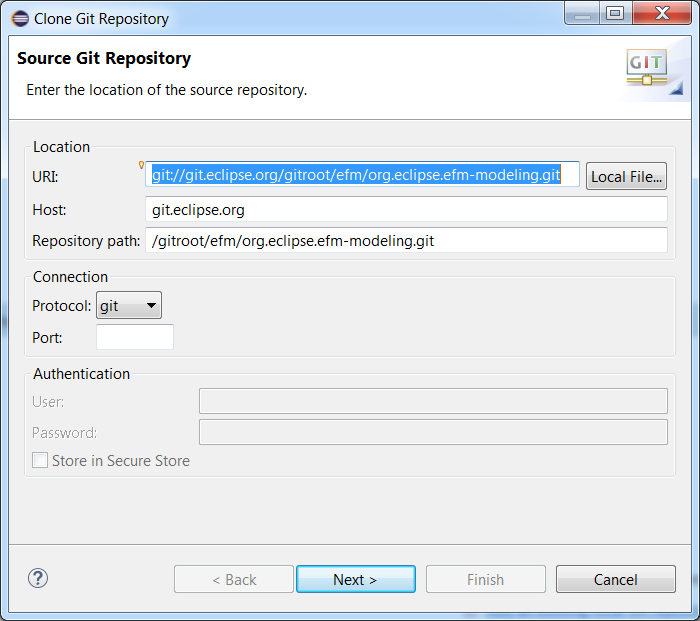 Clone Git Repository
Source Git Repository
Enter the location of the source repository.
GIT
Location
URI: git://git.eclipse.org/gitroot/efm/org.eclipse.efm-modeling.git Local File...
Host: git.eclipse.org
Repository path: /gitroot/efm/org.eclipse.efm-modeling.git
Connection
Protocol: git
Port:
Authentication
User:
Password:
Store in Secure Store
? < Back Next > Finish Cancel